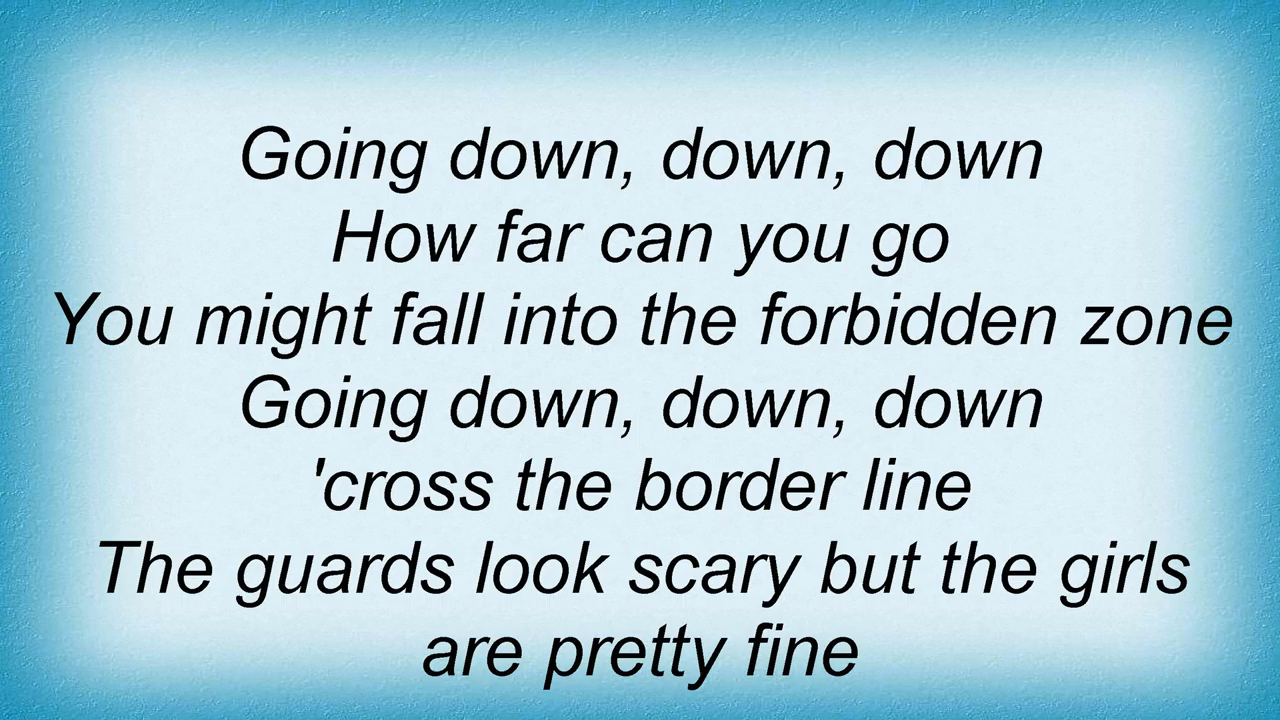 Going down, down, down
How far can you go
You might fall into the forbidden zone
Going down, down, down
'cross the border line
The guards look scary but the girls
are pretty fine